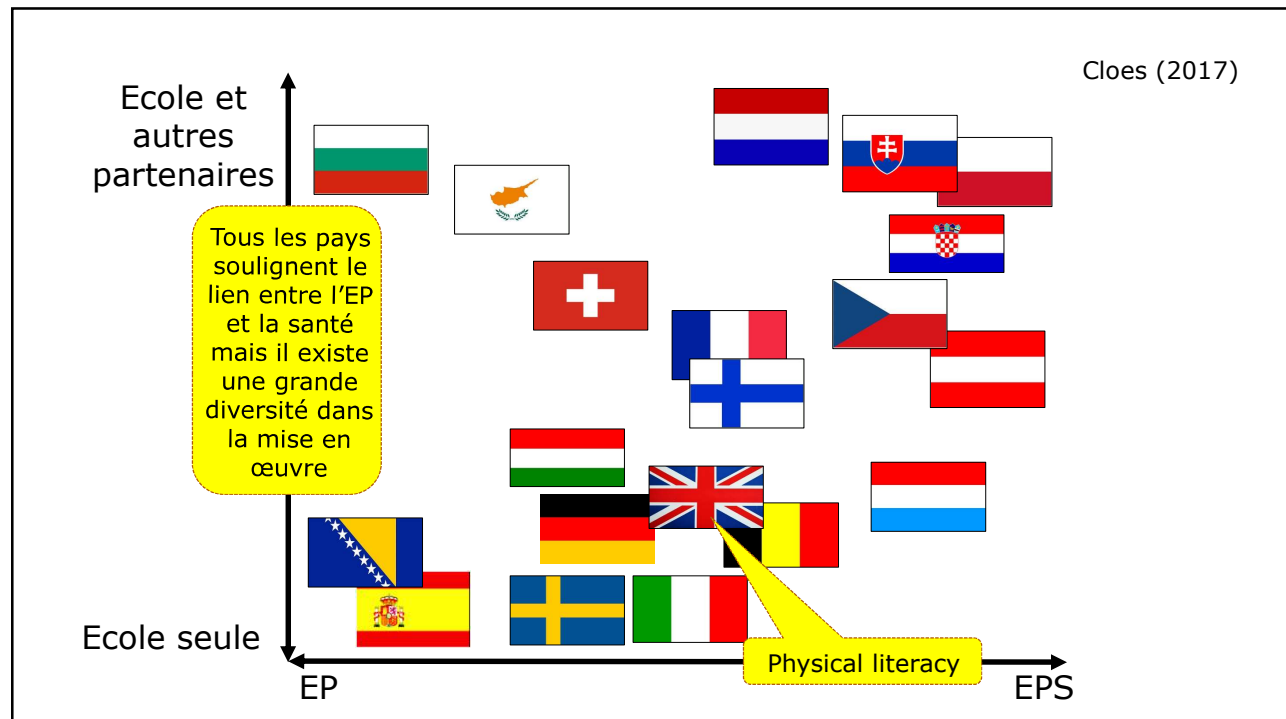 Cloes (2017)
Ecole et
autres
partenaires
Tous les pays
soulignent le
lien entre l’EP
et la santé
mais il existe
une grande
diversité dans
la mise en
œuvre
Ecole seule
Physical literacy
EP
EPS